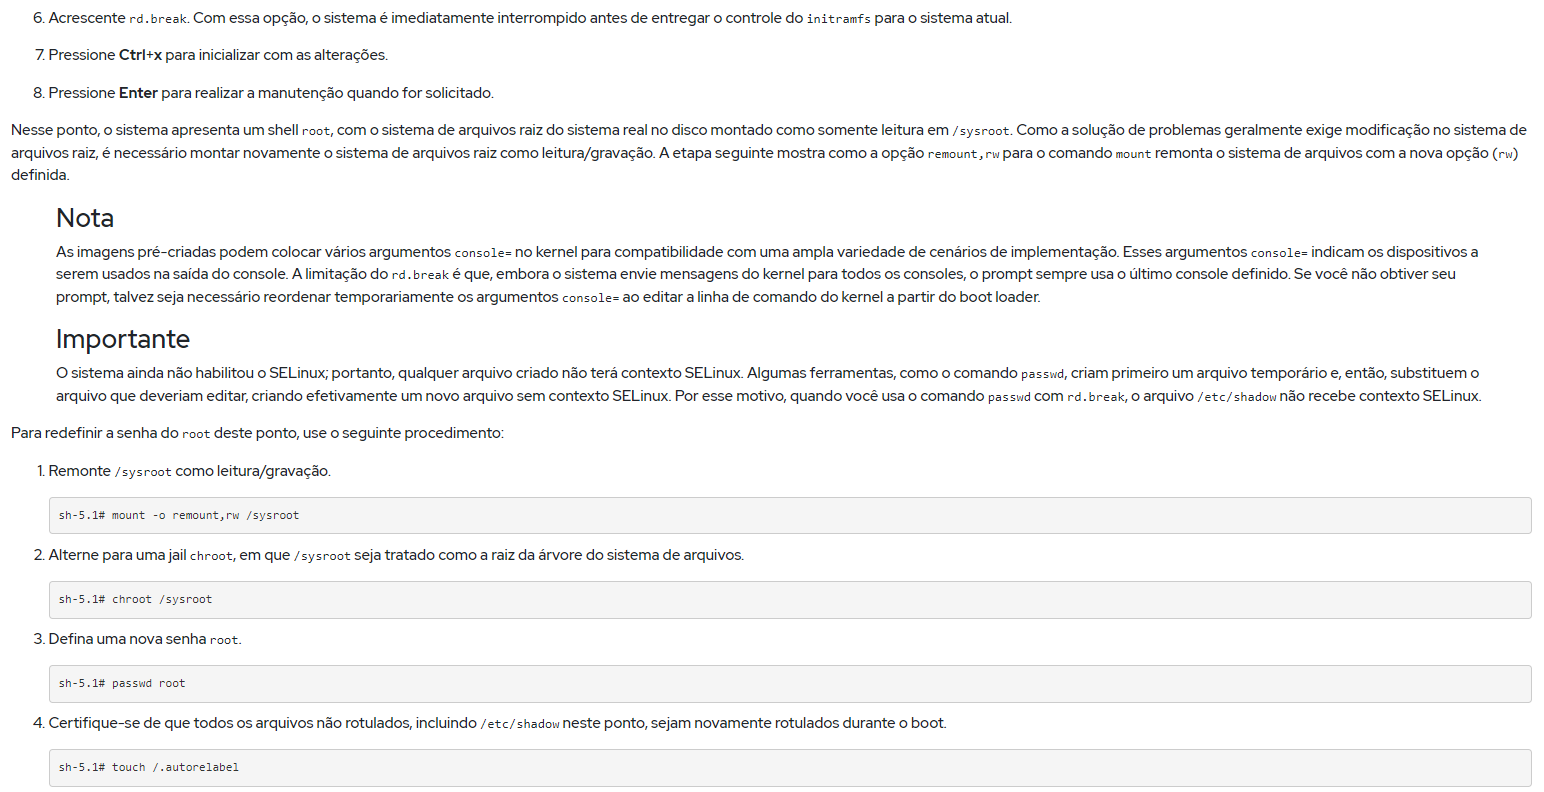 6. Acrescente rd.break. Com essa opção, o sistema é imediatamente interrompido antes de entregar o controle do initramfs para o sistema atual.
7. Pressione Ctrl+x para inicializar com as alterações.
8. Pressione Enter para realizar a manutenção quando for solicitado.
Nesse ponto, o sistema apresenta um shell root, com o sistema de arquivos raiz do sistema real no disco montado como somente leitura em /sysroot. Como a solução de problemas geralmente exige modificação no sistema de
arquivos raiz, é necessário montar novamente o sistema de arquivos raiz como leitura/gravação. A etapa seguinte mostra como a opção remount,rw para o comando mount remonta o sistema de arquivos com a nova opção (rw)
definida.
Nota
As imagens pré-criadas podem colocar vários argumentos console= no kernel para compatibilidade com uma ampla variedade de cenários de implementação. Esses argumentos console= indicam os dispositivos a
serem usados na saída do console. A limitação do rd.break é que, embora o sistema envie mensagens do kernel para todos os consoles, o prompt sempre usa o último console definido. Se você não obtiver seu
prompt, talvez seja necessário reordenar temporariamente os argumentos console= ao editar a linha de comando do kernel a partir do boot loader.
Importante
O sistema ainda não habilitou o SELinux; portanto, qualquer arquivo criado não terá contexto SELinux. Algumas ferramentas, como o comando passwd, criam primeiro um arquivo temporário e, então, substituem o
arquivo que deveriam editar, criando efetivamente um novo arquivo sem contexto SELinux. Por esse motivo, quando você usa o comando passwd com rd.break, o arquivo /etc/shadow não recebe contexto SELinux.
Para redefinir a senha do root deste ponto, use o seguinte procedimento:
1. Remonte /sysroot como leitura/gravação.
sh-5.1# mount -o remount,rw /sysroot
2. Alterne para uma jail chroot, em que /sysroot seja tratado como a raiz da árvore do sistema de arquivos.
sh-5.1# chroot /sysroot
3. Defina uma nova senha root.
sh-5.1# passwd root
4. Certifique-se de que todos os arquivos não rotulados, incluindo /etc/shadow neste ponto, sejam novamente rotulados durante o boot.
sh-5.1# touch /.autorelabel